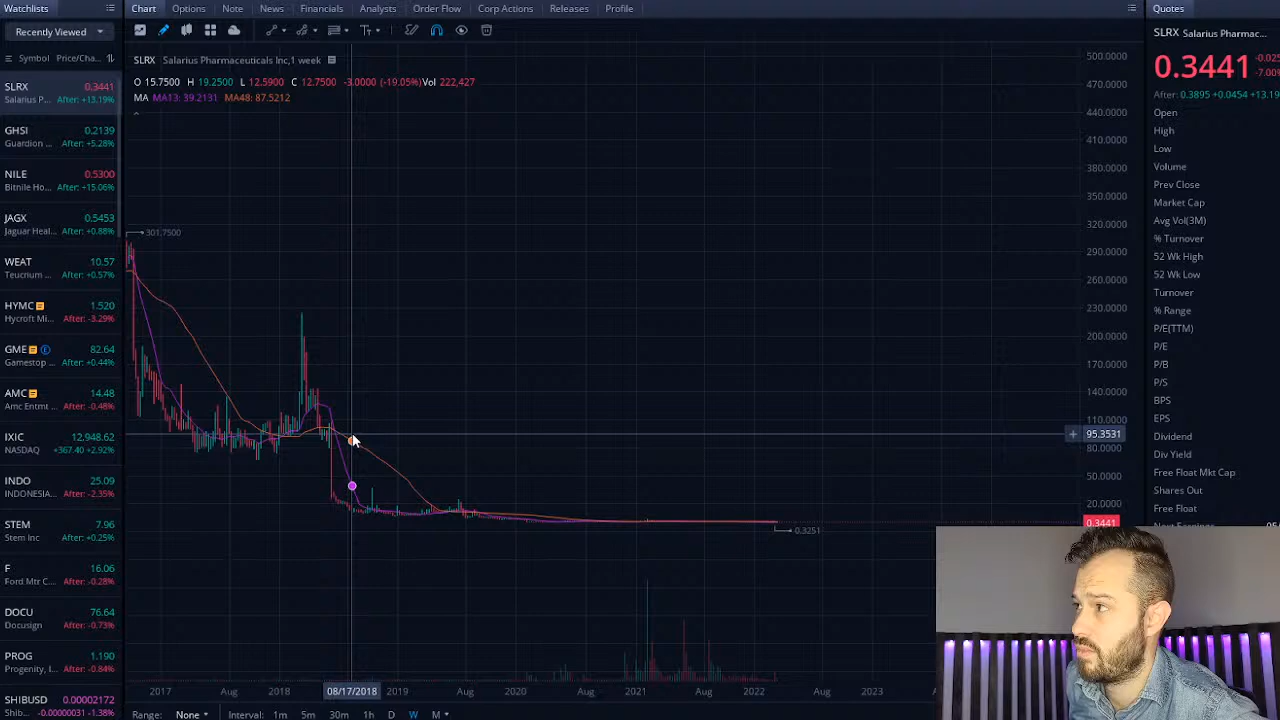 Watchlists
Chart Options Note News Financials Analysts Order Flow Corp Actions Releases Profile
Quotes
Recently Viewed
Symbol Price/Cha...
SLRX 0.3441
Salarius P... After: +13.19%
GHSI 0.2139
Guardion ... After: +5.28%
NILE 0.5300
Bitnile Ho... After: +15.06%
JAGX 0.5453
Jaguar Heal... After: +0.88%
WEAT 10.57
Teucrium ... After: +0.57%
HYMC 1.520
Hycroft Mi... After: -3.29%
GME E 82.64
Gamestop ... After: +0.44%
AMC 14.48
Amc Entmt ... After: -0.48%
IXIC 12,948.62
NASDAQ +367.40 +2.92%
INDO 25.09
INDONESIA... After: -2.35%
STEM 7.96
Stem Inc After: +0.25%
F 16.06
Ford Mtr C... After: -0.28%
DOCU 76.64
Docusign After: -0.73%
PROG 1.190
Progenity, I... After: -0.84%
SHIBUSD 0.00002172
Shib... -0.00000031 -1.38%
SLRX Salarius Pharmaceuticals Inc,1 week
O 15.7500 H 19.2500 L 12.5900 C 12.7500 -3.0000 (-19.05%) Vol 222,427
MA MA13: 39.2131 MA48: 87.5212
301.7500
0.3251
500.0000
470.0000
440.0000
410.0000
380.0000
350.0000
320.0000
290.0000
260.0000
230.0000
200.0000
170.0000
140.0000
110.0000
95.3531
80.0000
50.0000
20.0000
0.3441
2017 Aug 2018 08/17/2018 2019 Aug 2020 Aug 2021 Aug 2022 Aug 2023
Range: None Interval: 1m 5m 30m 1h D W M
SLRX Salarius Pharmac...
0.3441
-7.00
After: 0.3895 +0.0454 +13.19
Open
High
Low
Volume
Prev Close
Market Cap
Avg Vol(3M)
% Turnover
52 Wk High
52 Wk Low
Turnover
% Range
P/E(TTM)
P/E
P/B
P/S
BPS
EPS
Dividend
Div Yield
Free Float Mkt Cap
Shares Out
Free Float